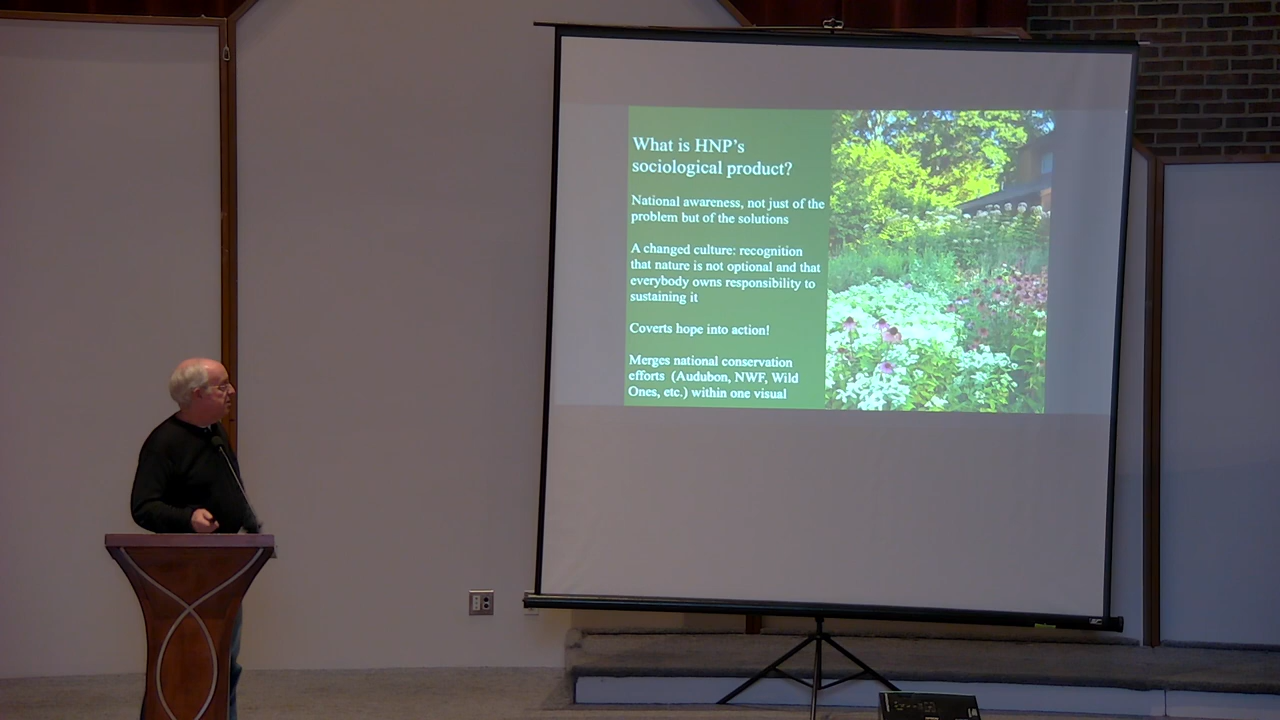 What is HNP's
sociological product?
National awareness, not just of the
problem but of the solutions
A changed culture: recognition
that nature is not optional and that
everybody owns responsibility to
sustaining it
Coverts hope into action!
Merges national conservation
efforts (Audubon, NWF, Wild
Ones, etc.) within one visual